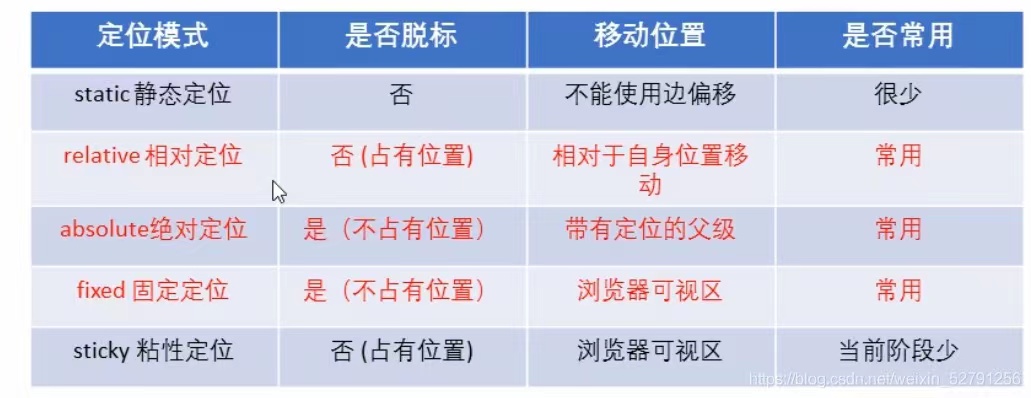 定位模式 是否脱标 移动位置 是否常用
static 静态定位 否 不能使用边偏移 很少
relative 相对定位 否 (占有位置) 相对于自身位置移 常用
动
absolute绝对定位 是（不占有位置） 带有定位的父级 常用
fixed 固定定位 是（不占有位置） 浏览器可视区 常用
sticky 粘性定位 否 (占有位置) 浏览器可视区 当前阶段少
https://blog.csdn.net/weixin_52791256